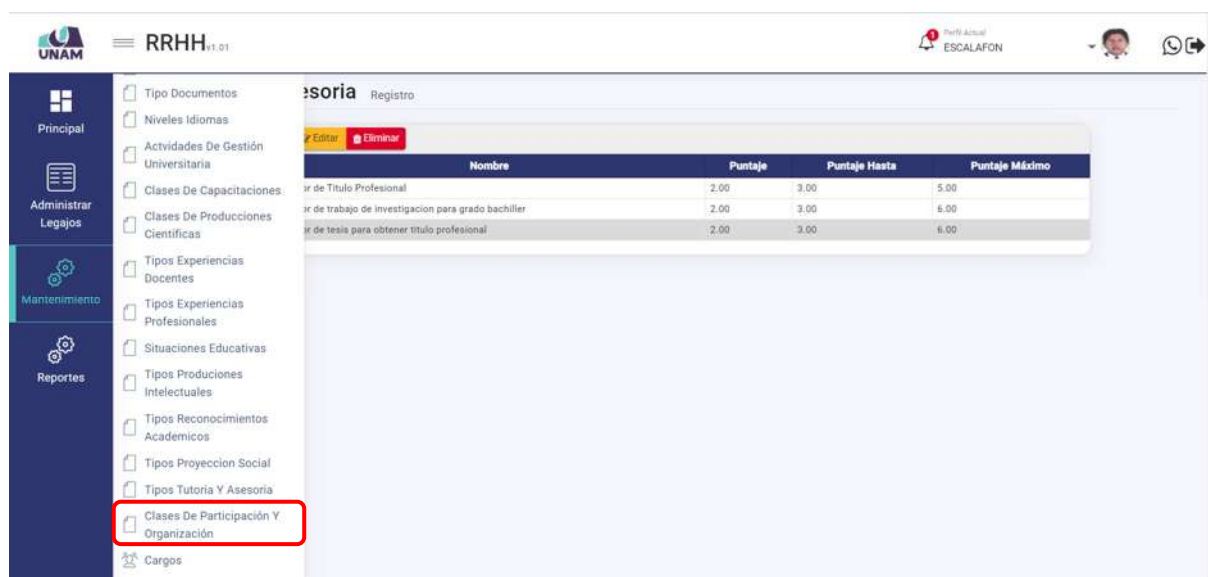 UNAM
RRHH v1.01
1
Perfil Actual
ESCALAFON
Principal
Administrar
Legajos
Mantenimiento
Reportes
Tipo Documentos
Niveles Idiomas
Actvidades De Gestión
Universitaria
Clases De Capacitaciones
Clases De Producciones
Cientificas
Tipos Experiencias
Docentes
Tipos Experiencias
Profesionales
Situaciones Educativas
Tipos Produciones
Intelectuales
Tipos Reconocimientos
Academicos
Tipos Proyeccion Social
Tipos Tutoria Y Asesoria
Clases De Participación Y
Organización
Cargos
esoria Registro
Editar Eliminar
Nombre Puntaje Puntaje Hasta Puntaje Máximo
or de Titulo Profesional 2.00 3.00 5.00
or de trabajo de investigacion para grado bachiller 2.00 3.00 6.00
or de tesis para obtener titulo profesional 2.00 3.00 6.00